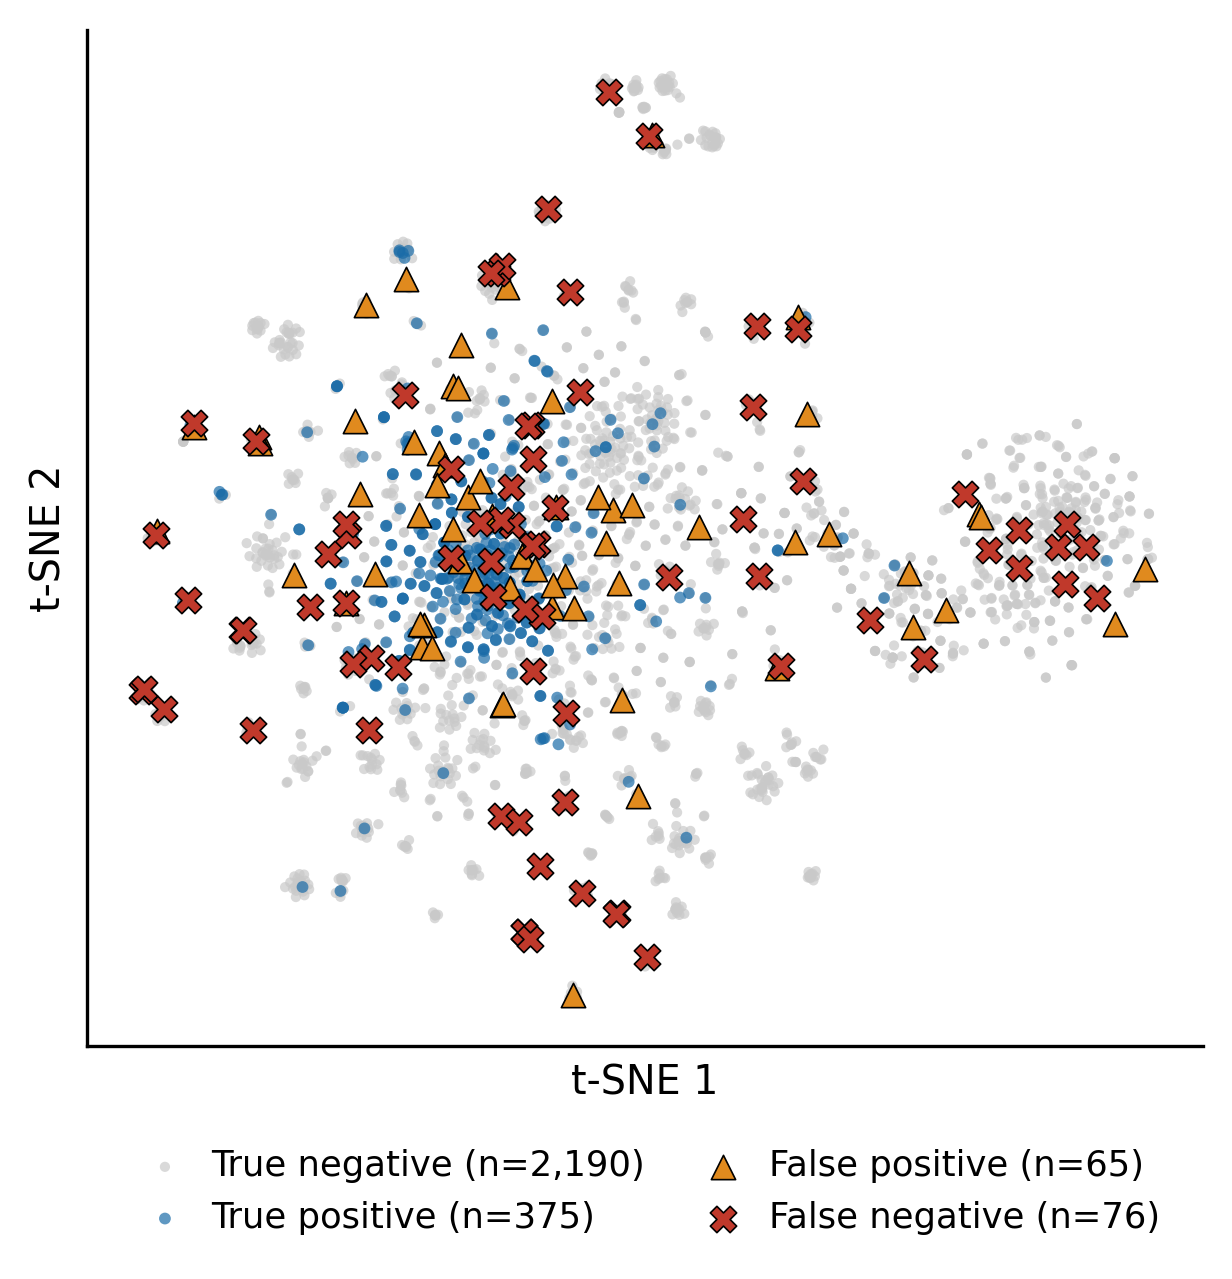 t-SNE 2
t-SNE 1
True negative (n=2,190)
True positive (n=375)
False positive (n=65)
False negative (n=76)